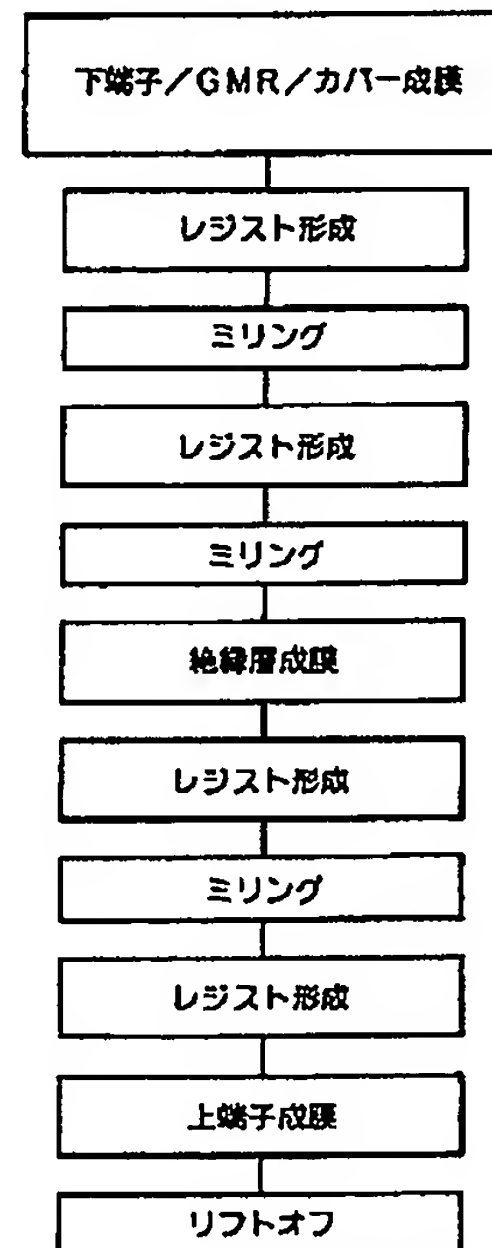 下端子／GMR／カバー成膜
レジスト形成
ミリング
レジスト形成
ミリング
絶縁層成膜
レジスト形成
ミリング
レジスト形成
上端子成膜
リフトオフ